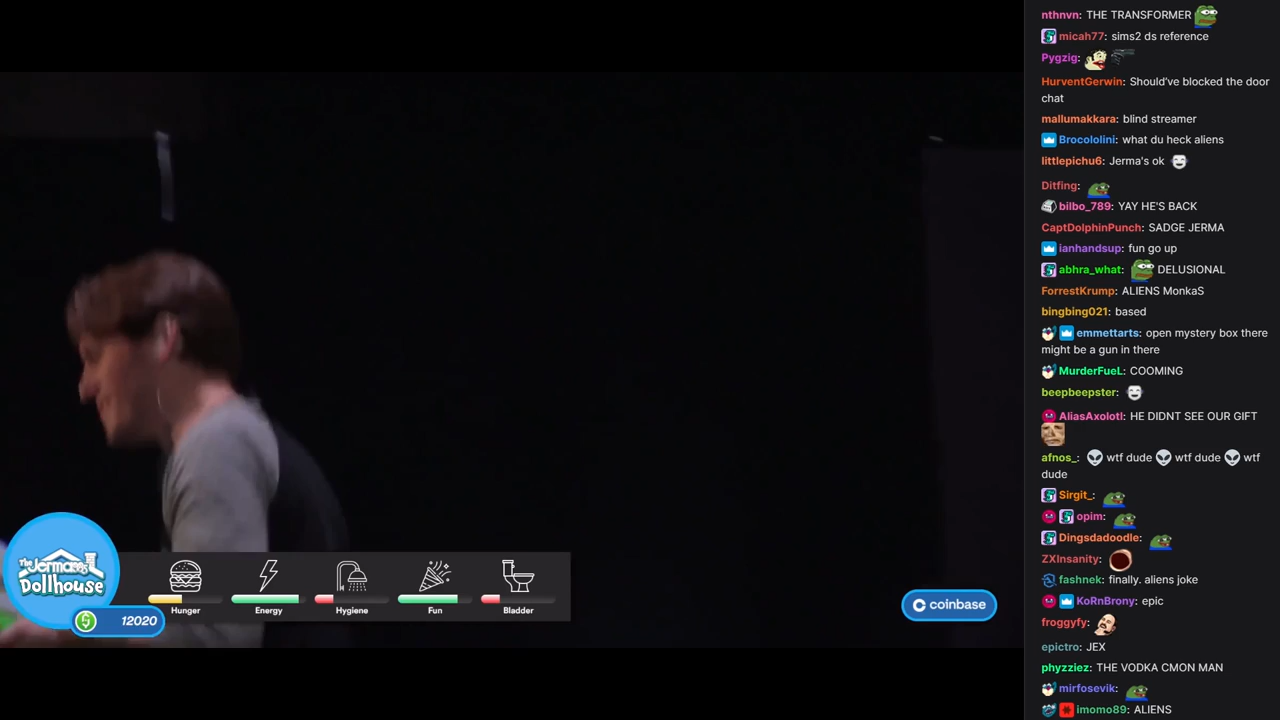 nthnvn: THE TRANSFORMER
micah77: sims2 ds reference
Pygzig:
HurventGerwin: Should've blocked the door
chat
mallumakkara: blind streamer
Brocololini: what du heck aliens
littlepichu6: Jerma's ok
Ditfing:
bilbo_789: YAY HE'S BACK
CaptDolphinPunch: SADGE JERMA
ianhandsup: fun go up
abhra_what: DELUSIONAL
ForrestKrump: ALIENS MonkaS
bingbing021: based
emmettarts: open mystery box there
might be a gun in there
MurderFueL: COOMING
beepbeepster:
AliasAxolotl: HE DIDNT SEE OUR GIFT
afnos_: wtf dude wtf dude wtf
dude
Sirgit_:
opim:
Dingsdadoodle:
ZXInsanity:
fashnek: finally. aliens joke
KoRnBrony: epic
froggyfy:
epictro: JEX
phyzziez: THE VODKA CMON MAN
mirfosevik:
imomo89: ALIENS
The Jerma985
Dollhouse
12020
Hunger
Energy
Hygiene
Fun
Bladder
coinbase